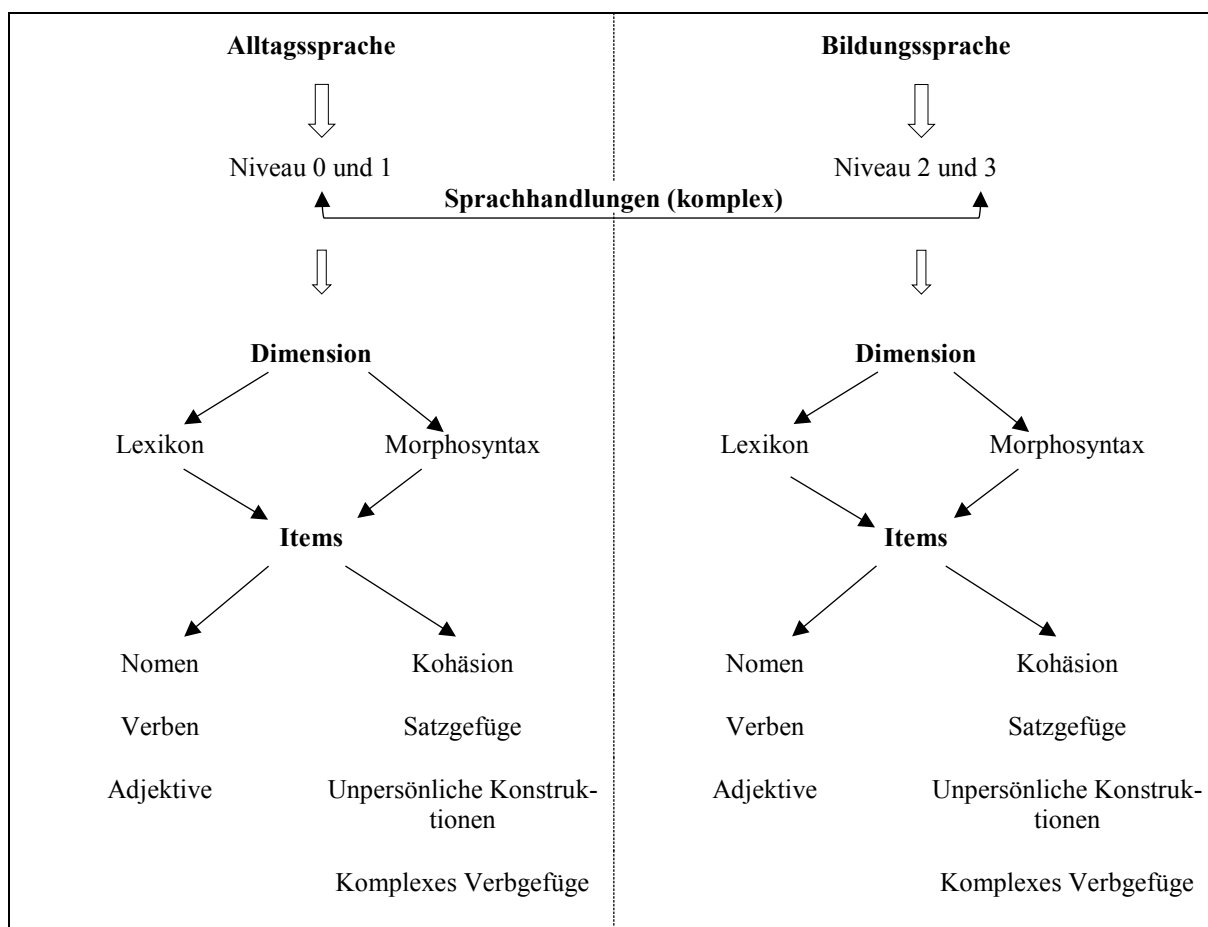 Alltagssprache
Bildungssprache
Niveau 0 und 1
Niveau 2 und 3
Sprachhandlungen (komplex)
Dimension
Dimension
Lexikon
Morphosyntax
Lexikon
Morphosyntax
Items
Items
Nomen
Kohäsion
Nomen
Kohäsion
Verben
Satzgefüge
Verben
Satzgefüge
Adjektive
Unpersönliche Konstruk-
tionen
Adjektive
Unpersönliche Konstruk-
tionen
Komplexes Verbgefüge
Komplexes Verbgefüge